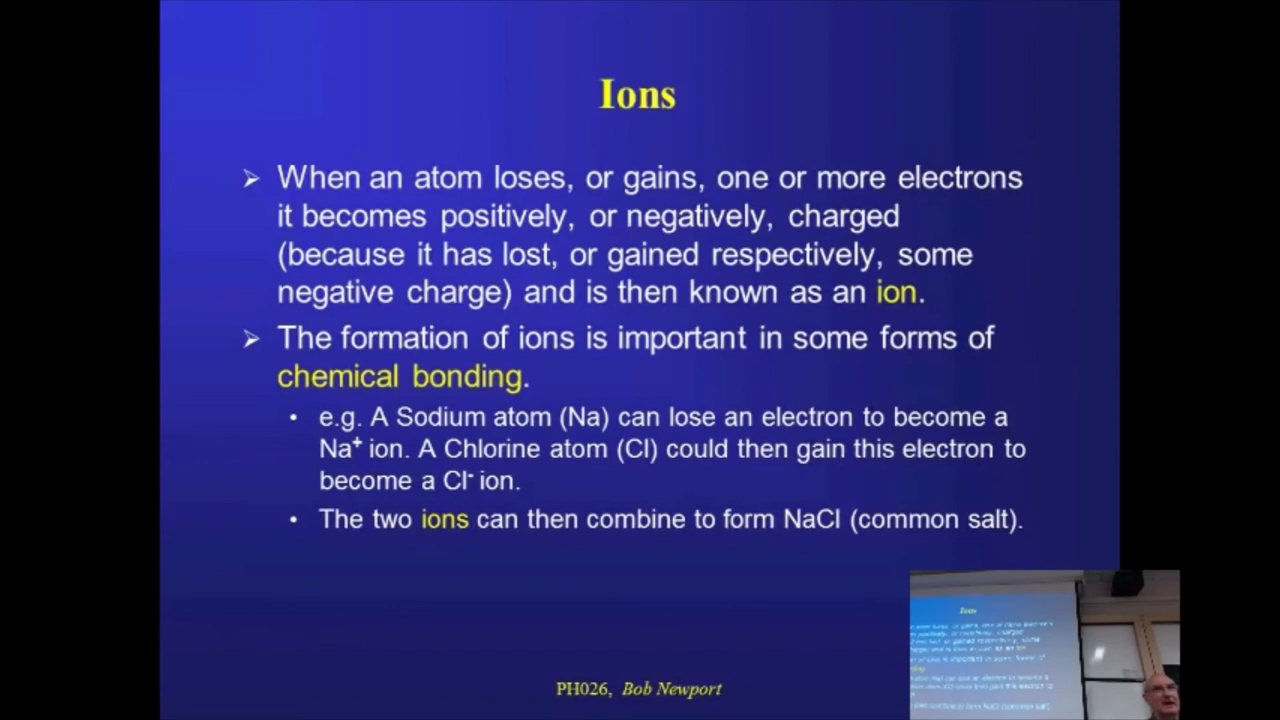 Ions
➢ When an atom loses, or gains, one or more electrons
it becomes positively, or negatively, charged
(because it has lost, or gained respectively, some
negative charge) and is then known as an ion.
➢ The formation of ions is important in some forms of
chemical bonding.
• e.g. A Sodium atom (Na) can lose an electron to become a
Na⁺ ion. A Chlorine atom (Cl) could then gain this electron to
become a Cl⁻ ion.
• The two ions can then combine to form NaCl (common salt).
PH026, Bob Newport
Ions